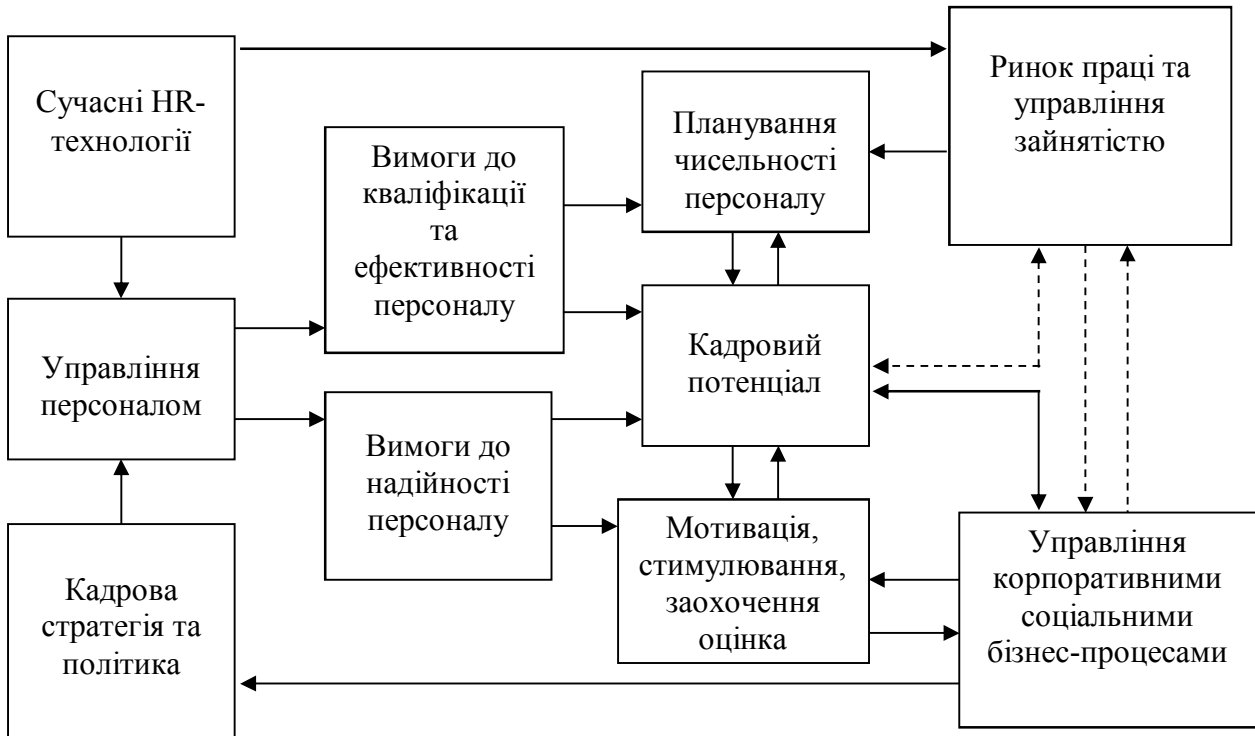 Сучасні HR-
технології
Ринок праці та
управління
зайнятістю
Планування
чисельності
персоналу
Вимоги до
кваліфікації
та
ефективності
персоналу
Управління
персоналом
Кадровий
потенціал
Вимоги до
надійності
персоналу
Кадрова
стратегія та
політика
Мотивація,
стимулювання,
заохочення
оцінка
Управління
корпоративними
соціальними
бізнес-процесами